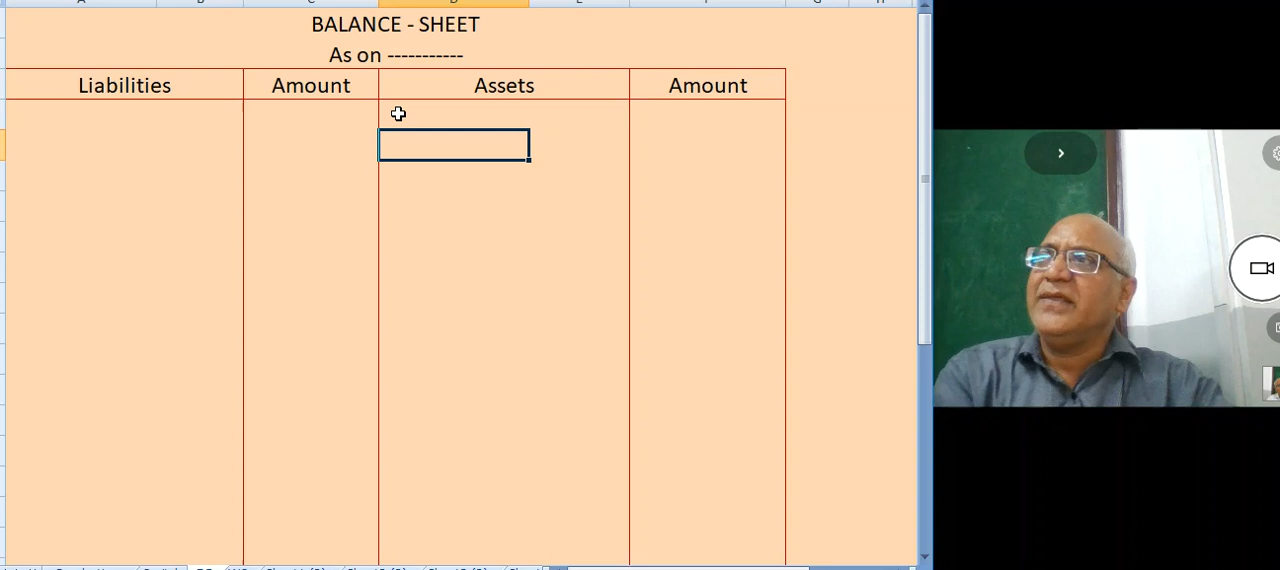 BALANCE - SHEET
As on -----------
Liabilities Amount Assets Amount